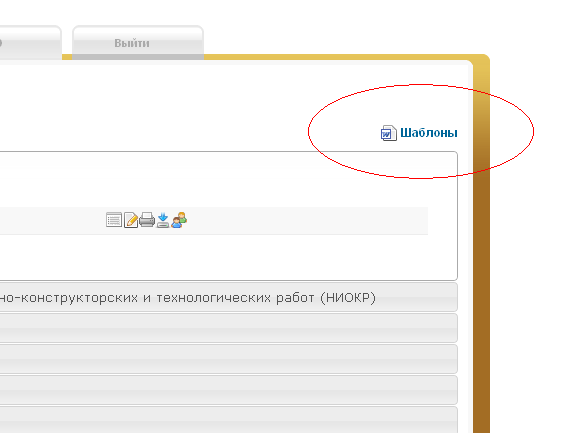 Выйти
Шаблоны
но-конструкторских и технологических работ (НИОКР)